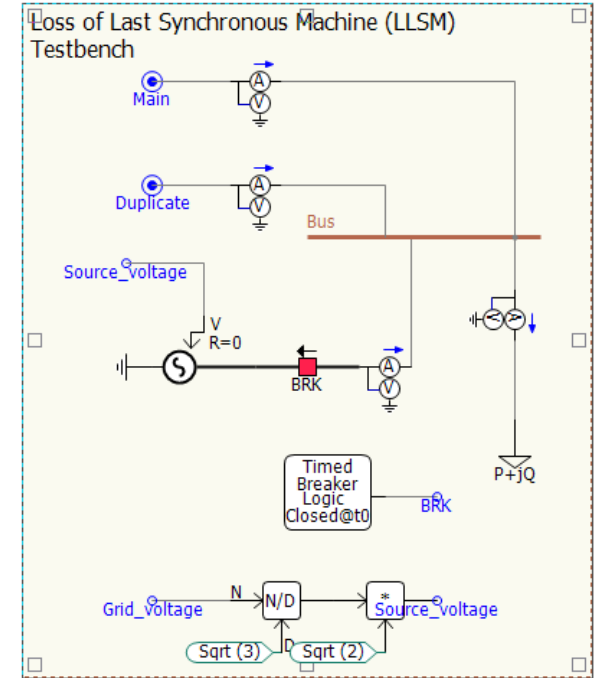 Loss of Last Synchronous Machine (LLSM)
Testbench
A
V
Main
A
V
Duplicate
Bus
Source_voltage
V
R=0
V
A
BRK
A
V
P+jQ
Timed
Breaker
Logic
Closed@t0
BRK
N
N/D
*
Grid_voltage
Source_voltage
D
Sqrt (3)
Sqrt (2)